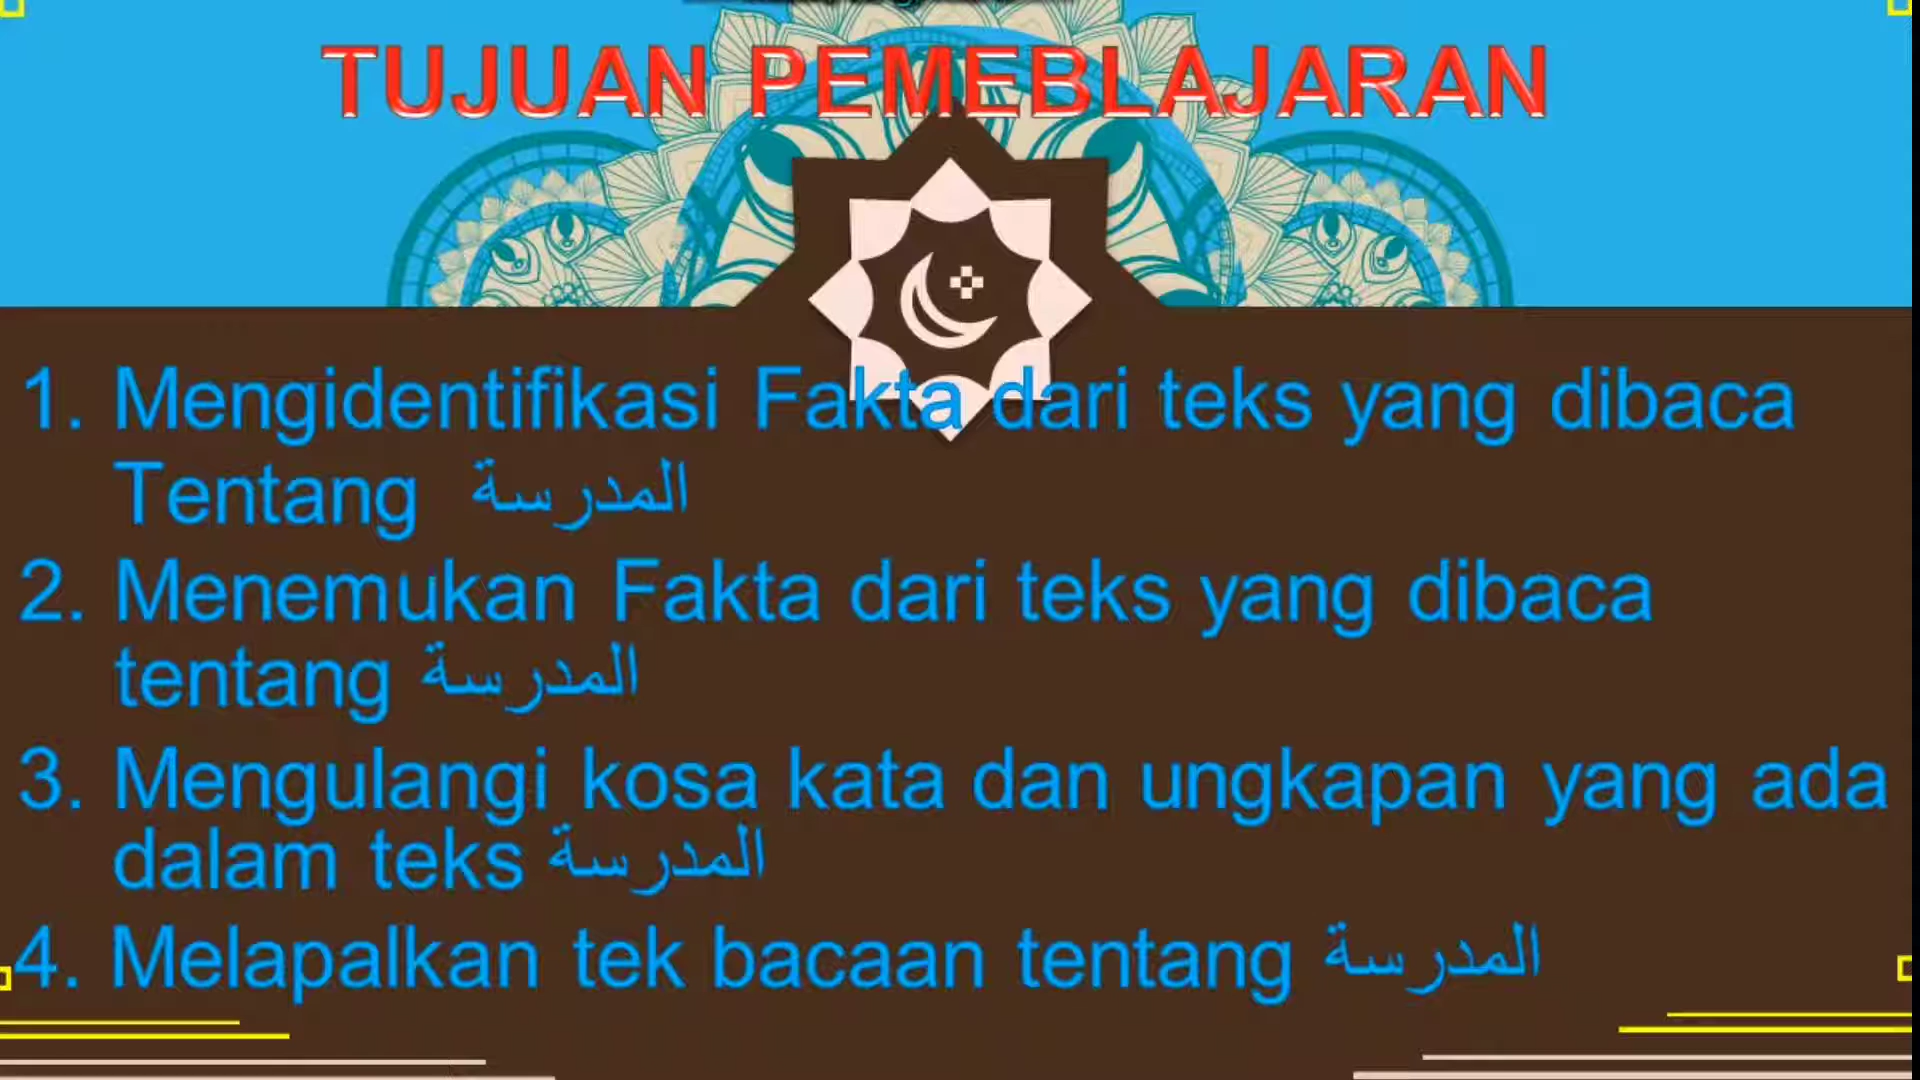 TUJUAN PEMEBLAJARAN
1. Mengidentifikasi Fakta dari teks yang dibaca
Tentang المدرسة
2. Menemukan Fakta dari teks yang dibaca
tentang المدرسة
3. Mengulangi kosa kata dan ungkapan yang ada
dalam teks المدرسة
4. Melapalkan tek bacaan tentang المدرسة